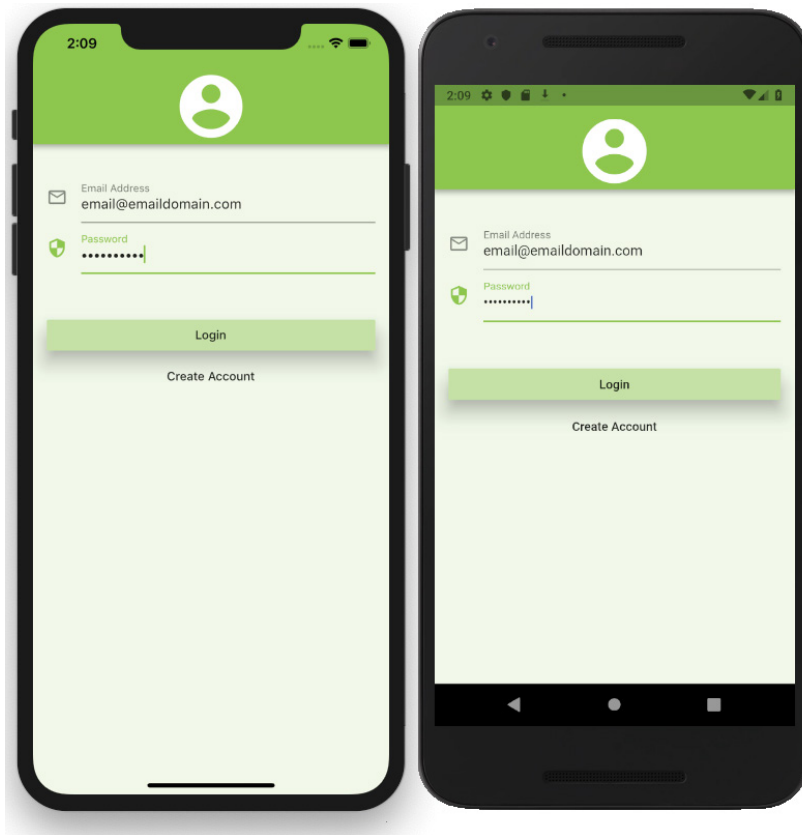 2:09
Email Address
email@emaildomain.com
Password
••••••••••
Login
Create Account
2:09
Email Address
email@emaildomain.com
Password
••••••••••
Login
Create Account